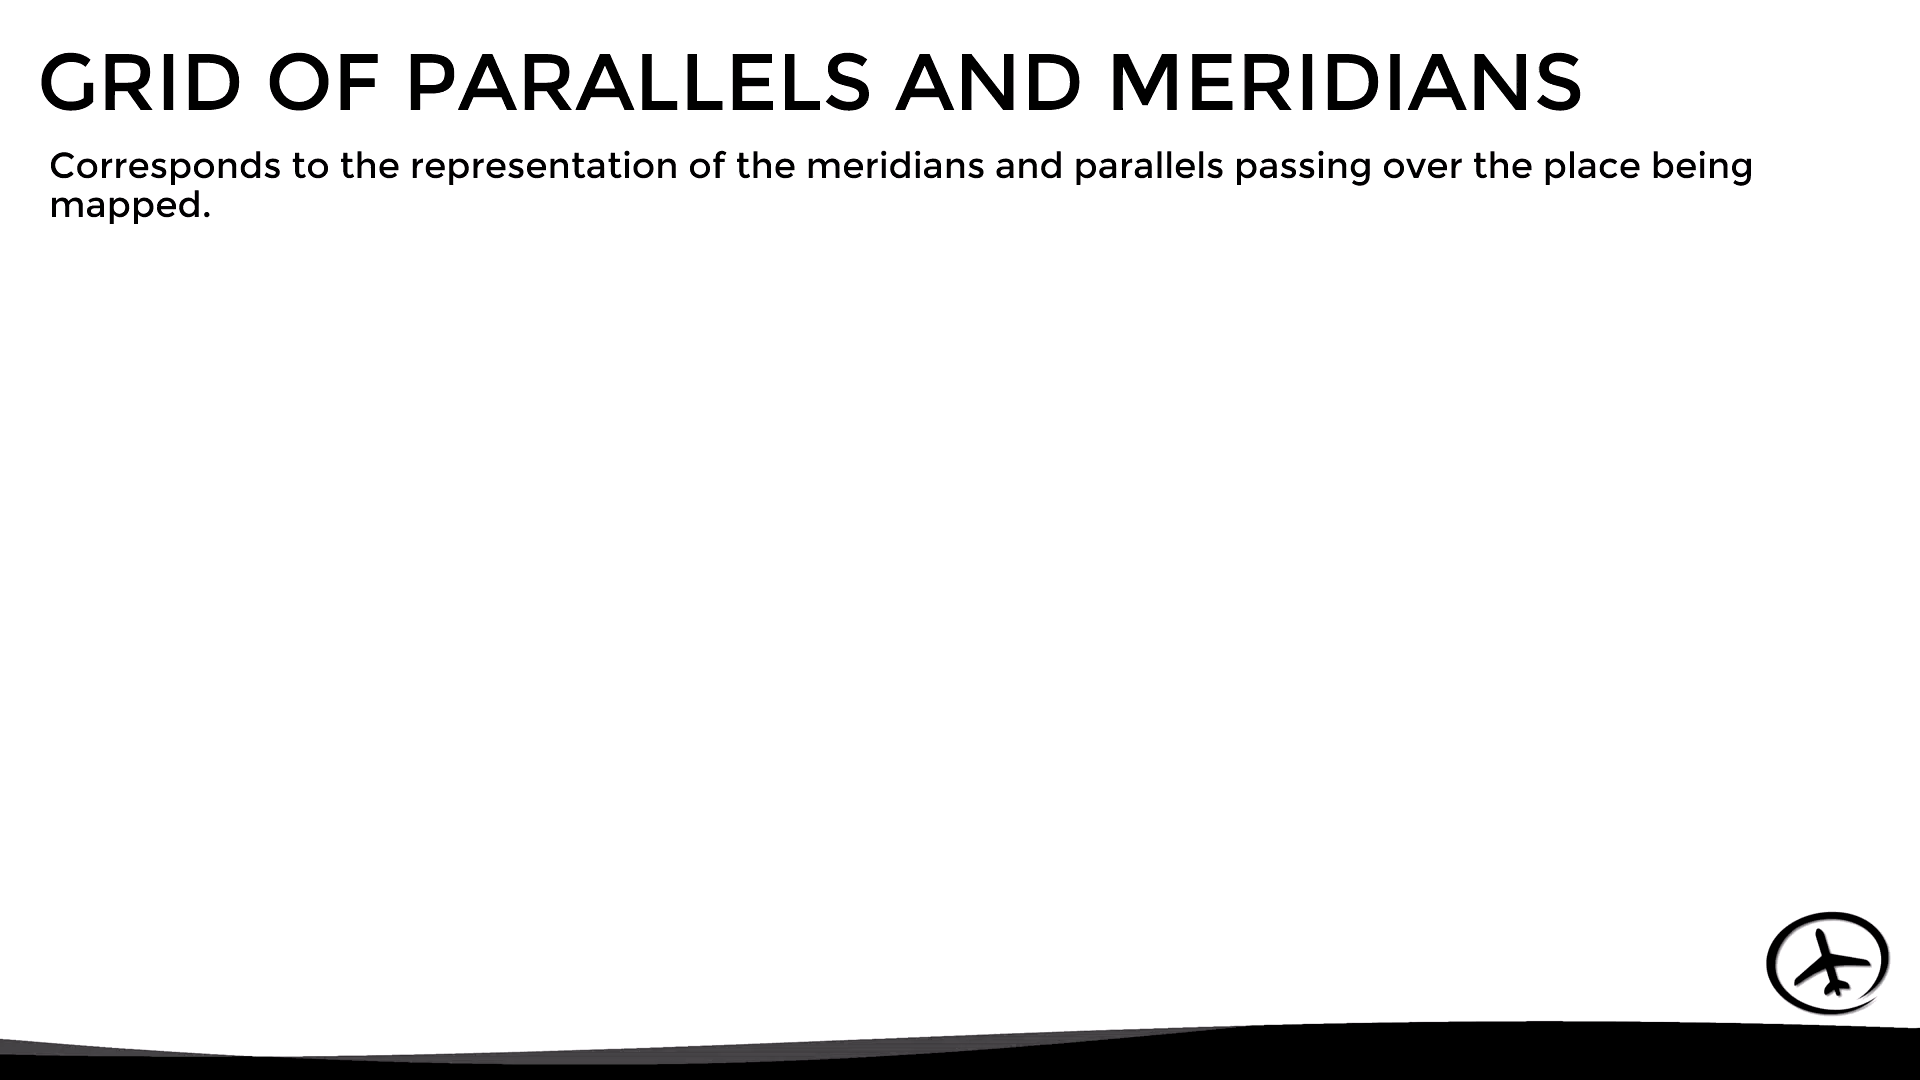 GRID OF PARALLELS AND MERIDIANS
Corresponds to the representation of the meridians and parallels passing over the place being
mapped.